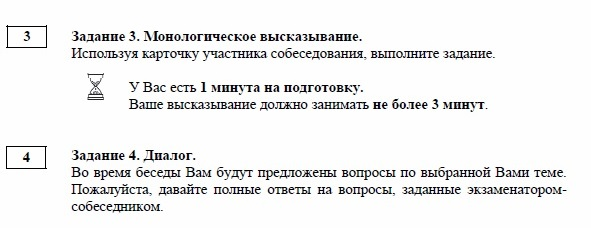 3
Задание 3. Монологическое высказывание.
Используя карточку участника собеседования, выполните задание.
У Вас есть 1 минута на подготовку.
Ваше высказывание должно занимать не более 3 минут.
4
Задание 4. Диалог.
Во время беседы Вам будут предложены вопросы по выбранной Вами теме.
Пожалуйста, давайте полные ответы на вопросы, заданные экзаменатором-
собеседником.